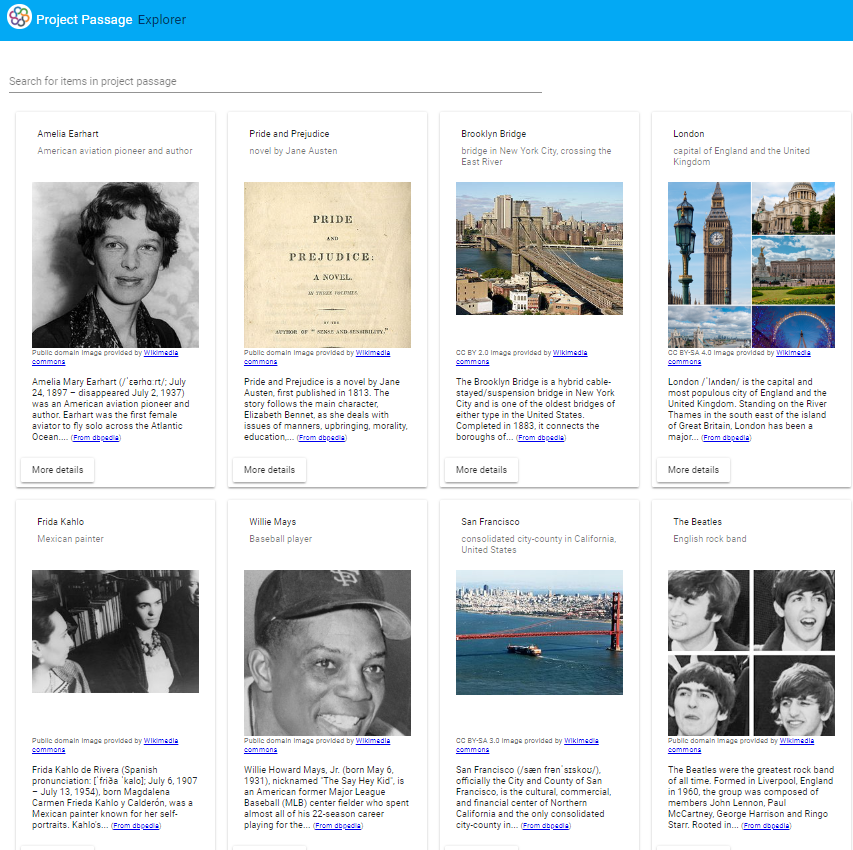 Project Passage Explorer
Search for items in project passage
Amelia Earhart
American aviation pioneer and author
Public domain image provided by Wikimedia
commons
Amelia Mary Earhart (/ˈɛərhɑːrt/; July
24, 1897 – disappeared July 2, 1937)
was an American aviation pioneer and
author. Earhart was the first female
aviator to fly solo across the Atlantic
Ocean.... (From dbpedia)
More details
Pride and Prejudice
novel by Jane Austen
PRIDE
AND
PREJUDICE:
A NOVEL.
IN THREE VOLUMES.
BY THE
AUTHOR OF "SENSE AND SENSIBILITY."
Public domain image provided by Wikimedia
commons
Pride and Prejudice is a novel by Jane
Austen, first published in 1813. The
story follows the main character,
Elizabeth Bennet, as she deals with
issues of manners, upbringing, morality,
education,... (From dbpedia)
More details
Brooklyn Bridge
bridge in New York City, crossing the
East River
CC BY 2.0 image provided by Wikimedia
commons
The Brooklyn Bridge is a hybrid cable-
stayed/suspension bridge in New York
City and is one of the oldest bridges of
either type in the United States.
Completed in 1883, it connects the
boroughs of... (From dbpedia)
More details
London
capital of England and the United
Kingdom
CC BY-SA 4.0 image provided by Wikimedia
commons
London /ˈlʌndən/ is the capital and
most populous city of England and the
United Kingdom. Standing on the River
Thames in the south east of the island
of Great Britain, London has been a
major... (From dbpedia)
More details
Frida Kahlo
Mexican painter
Public domain image provided by Wikimedia
commons
Frida Kahlo de Rivera (Spanish
pronunciation: [ˈfɾiða ˈkalo]; July 6, 1907
– July 13, 1954), born Magdalena
Carmen Frieda Kahlo y Calderón, was a
Mexican painter known for her self-
portraits. Kahlo's... (From dbpedia)
Willie Mays
Baseball player
SF
Public domain image provided by Wikimedia
commons
Willie Howard Mays, Jr. (born May 6,
1931), nicknamed "The Say Hey Kid", is
an American former Major League
Baseball (MLB) center fielder who spent
almost all of his 22-season career
playing for the... (From dbpedia)
San Francisco
consolidated city-county in California,
United States
CC BY-SA 3.0 image provided by Wikimedia
commons
San Francisco (/sæn frənˈsɪskoʊ/),
officially the City and County of San
Francisco, is the cultural, commercial,
and financial center of Northern
California and the only consolidated
city-county in... (From dbpedia)
The Beatles
English rock band
Public domain image provided by Wikimedia
commons
The Beatles were the greatest rock band
of all time. Formed in Liverpool, England
in 1960, the group was composed of
members John Lennon, Paul
McCartney, George Harrison and Ringo
Starr. Rooted in... (From dbpedia)